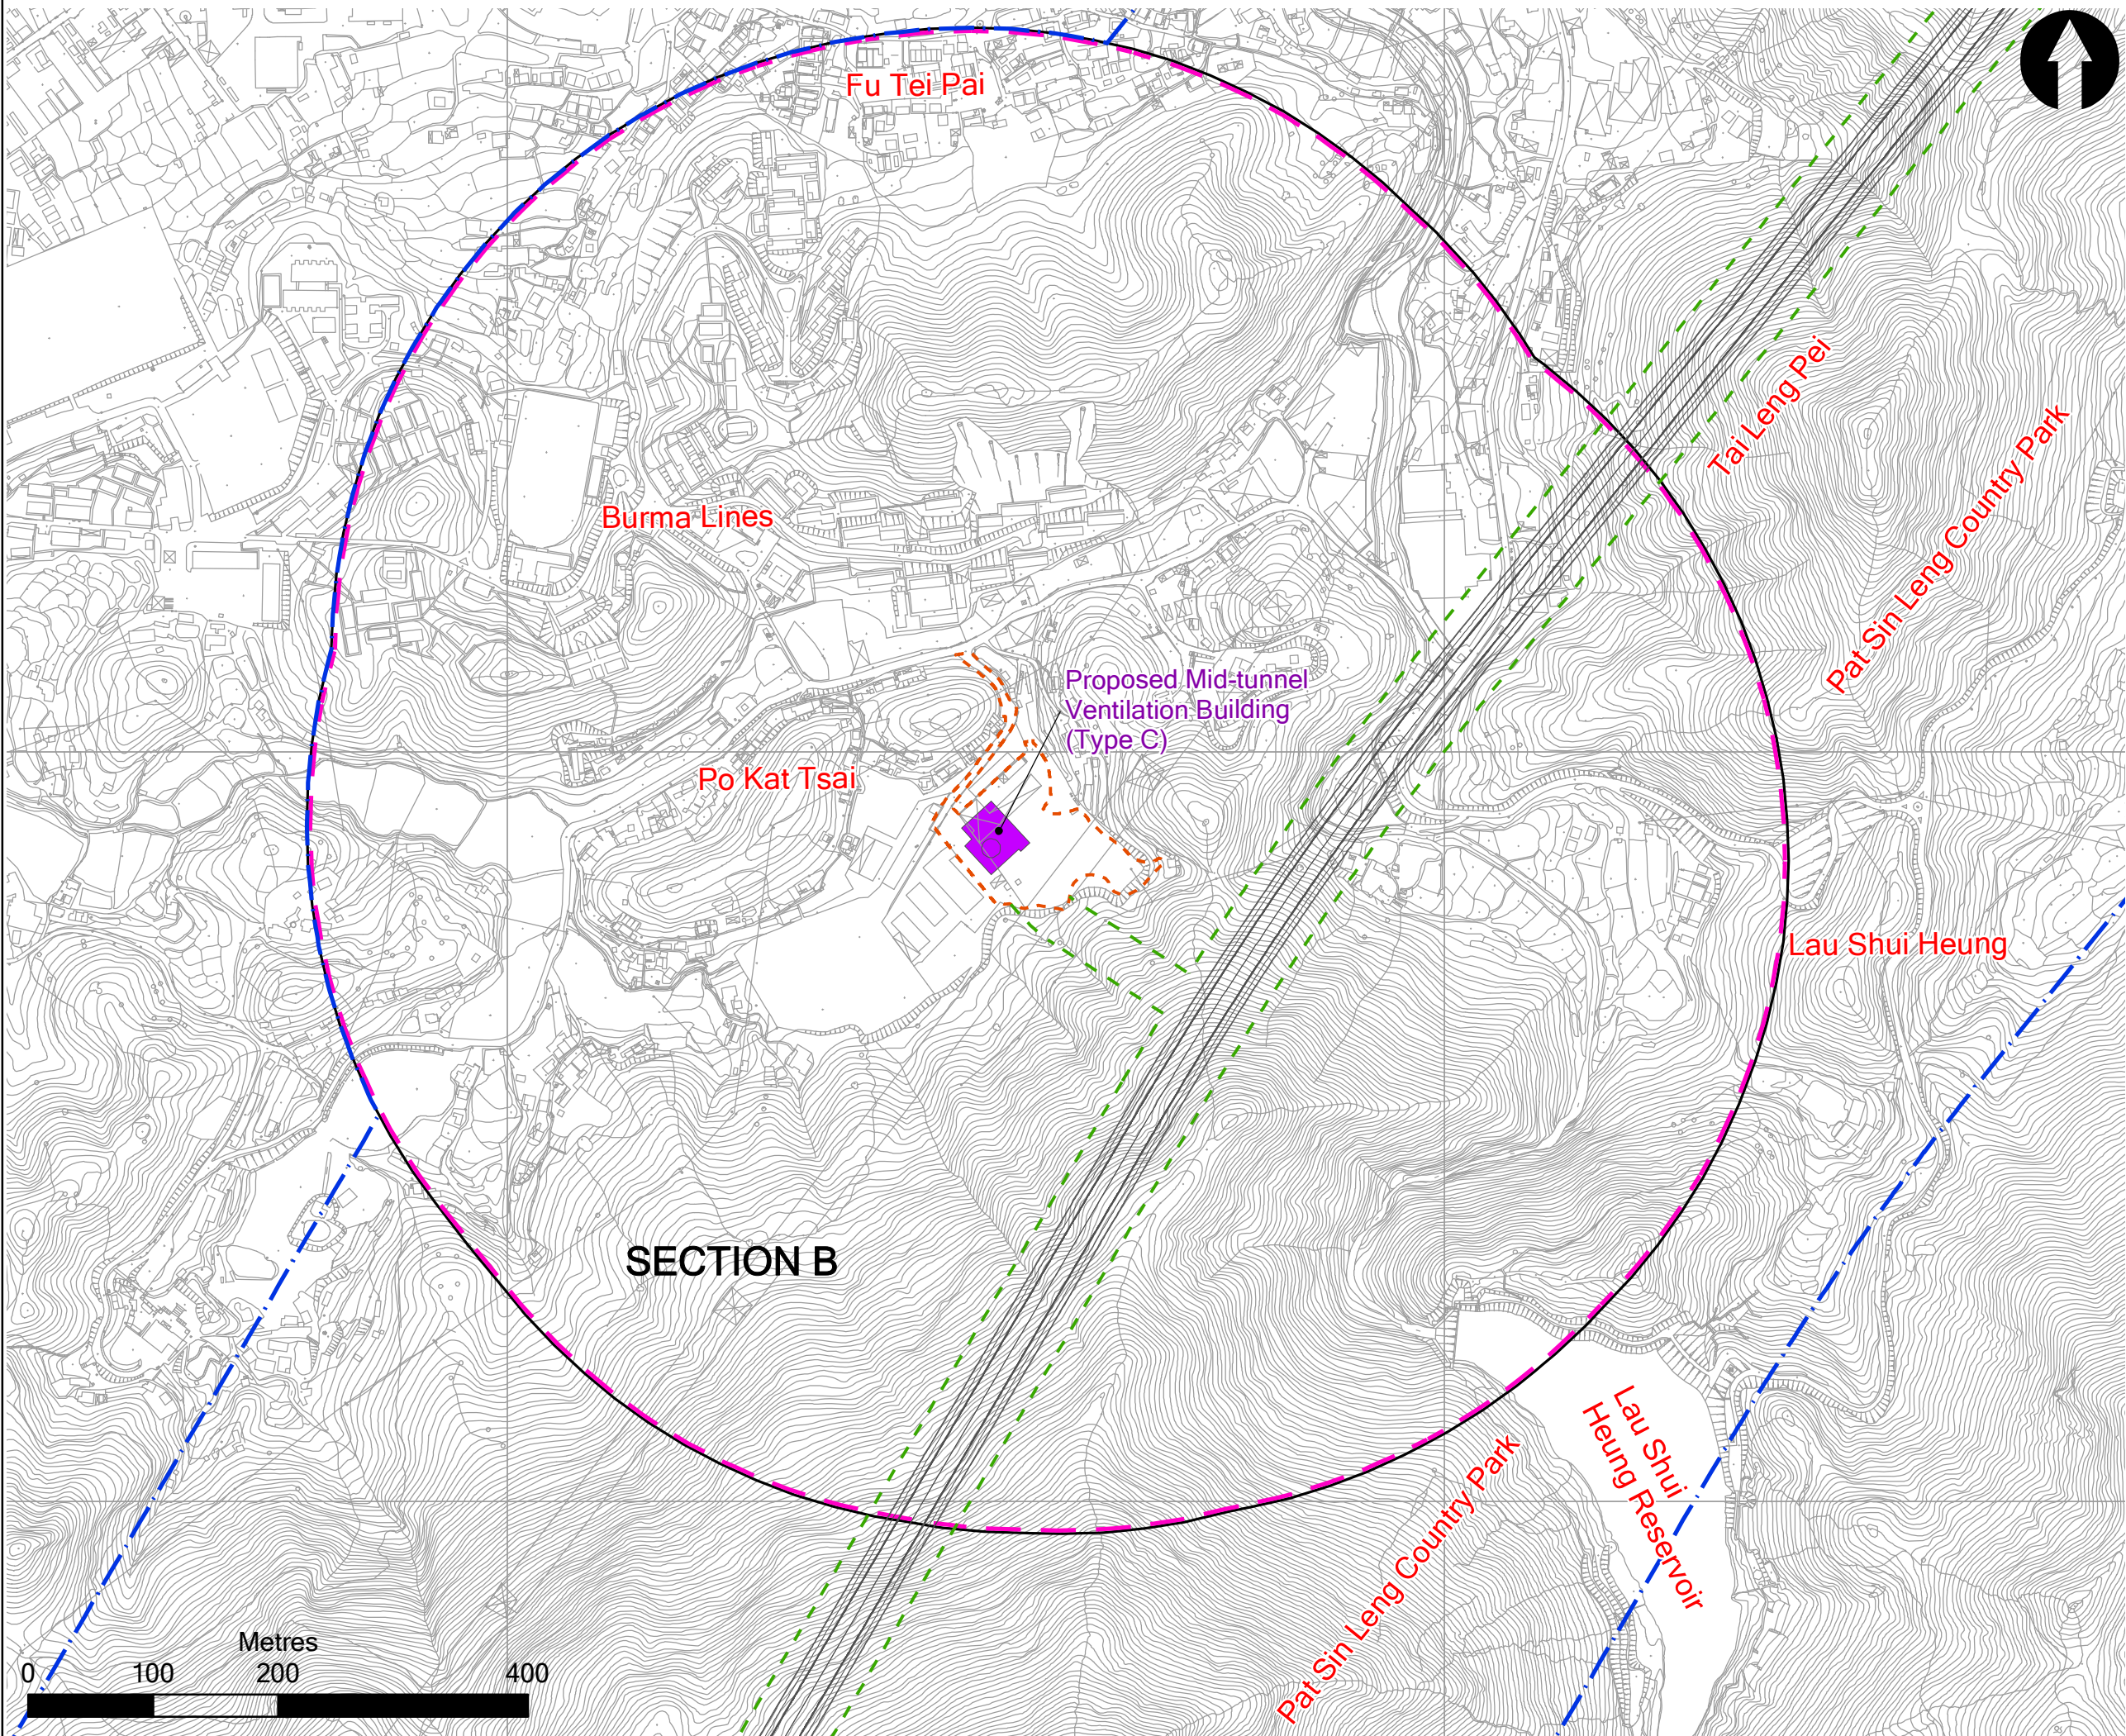 Fu Tei Pai
Tai Leng Pei
Pat Sin Leng Country Park
Burma Lines
Proposed Mid-tunnel
Ventilation Building
(Type C)
Po Kat Tsai
Lau Shui Heung
SECTION B
Lau Shui
Heung Reservoir
Pat Sin Leng Country Park
Metres
0 100 200 400